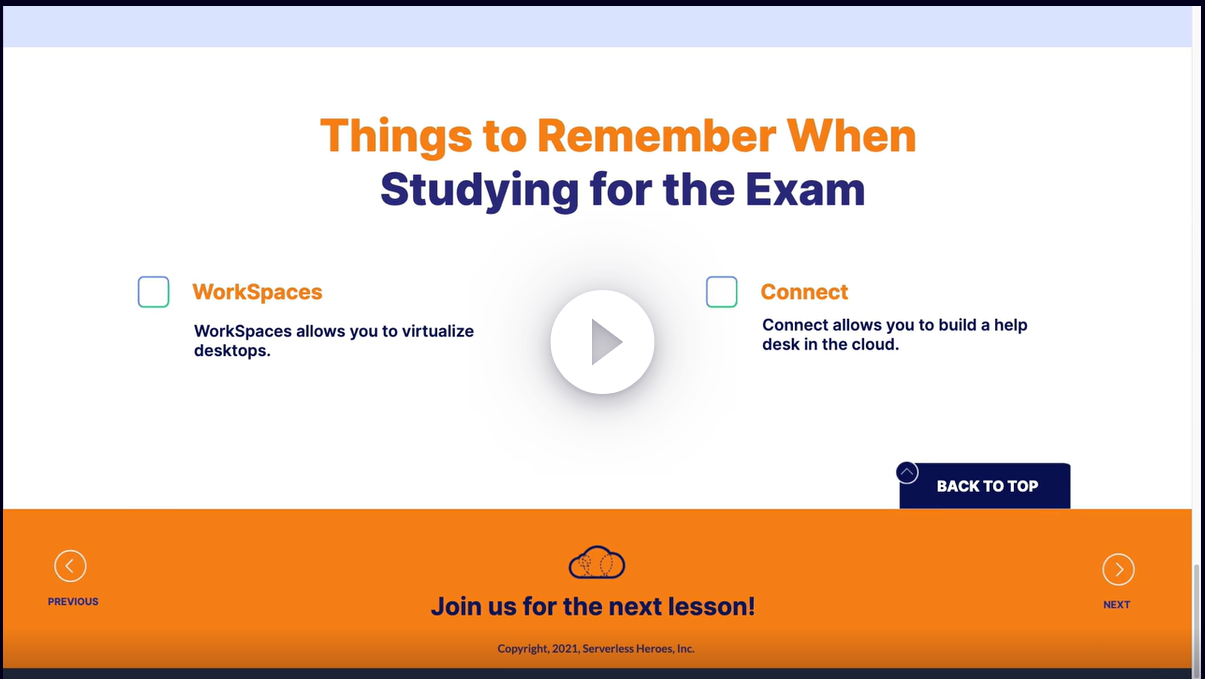 Things to Remember When
Studying for the Exam
WorkSpaces
WorkSpaces allows you to virtualize
desktops.
Connect
Connect allows you to build a help
desk in the cloud.
BACK TO TOP
PREVIOUS
Join us for the next lesson!
NEXT
Copyright, 2021, Serverless Heroes, Inc.